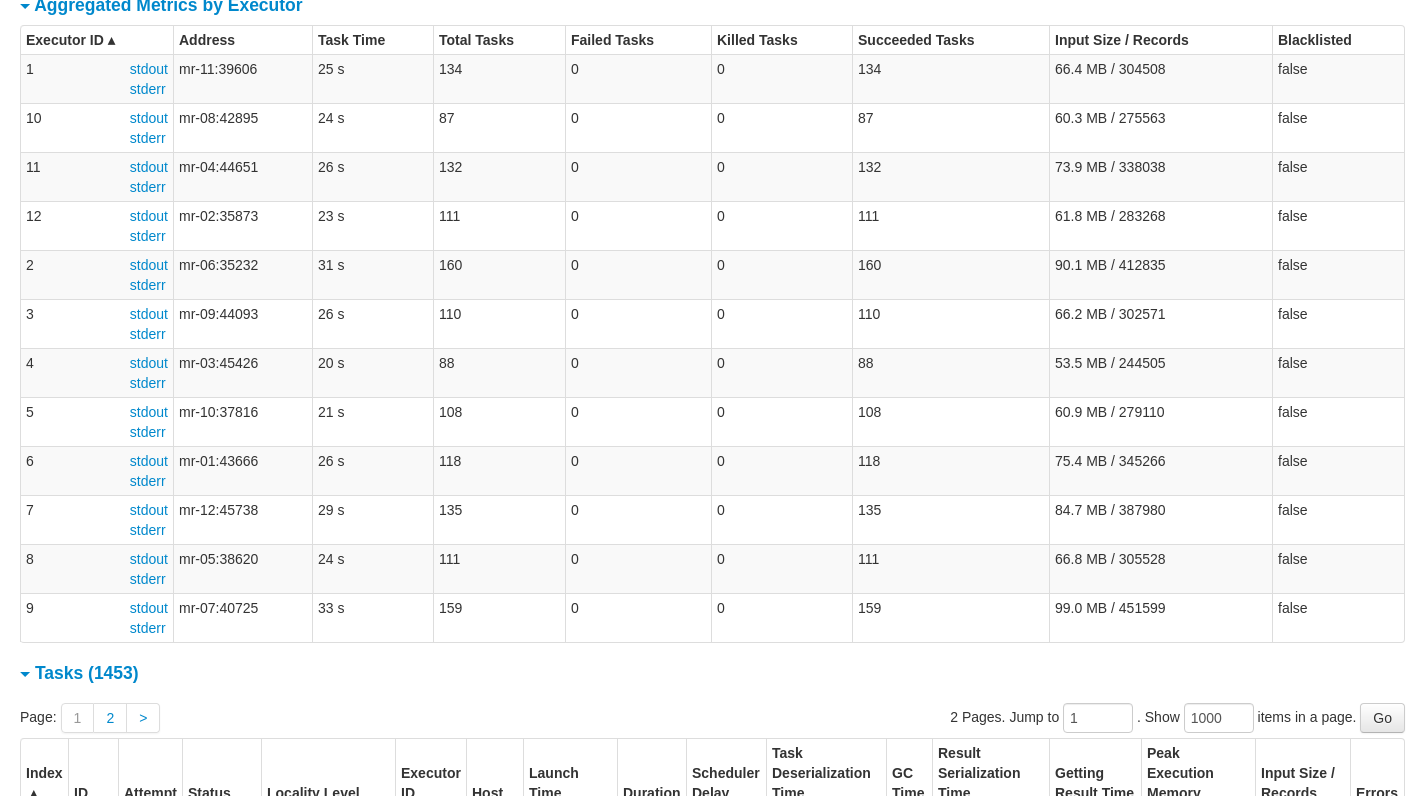 Aggregated Metrics by Executor
Executor ID ▴ Address Task Time Total Tasks Failed Tasks Killed Tasks Succeeded Tasks Input Size / Records Blacklisted
1 stdout mr-11:39606 25 s 134 0 0 134 66.4 MB / 304508 false
stderr
10 stdout mr-08:42895 24 s 87 0 0 87 60.3 MB / 275563 false
stderr
11 stdout mr-04:44651 26 s 132 0 0 132 73.9 MB / 338038 false
stderr
12 stdout mr-02:35873 23 s 111 0 0 111 61.8 MB / 283268 false
stderr
2 stdout mr-06:35232 31 s 160 0 0 160 90.1 MB / 412835 false
stderr
3 stdout mr-09:44093 26 s 110 0 0 110 66.2 MB / 302571 false
stderr
4 stdout mr-03:45426 20 s 88 0 0 88 53.5 MB / 244505 false
stderr
5 stdout mr-10:37816 21 s 108 0 0 108 60.9 MB / 279110 false
stderr
6 stdout mr-01:43666 26 s 118 0 0 118 75.4 MB / 345266 false
stderr
7 stdout mr-12:45738 29 s 135 0 0 135 84.7 MB / 387980 false
stderr
8 stdout mr-05:38620 24 s 111 0 0 111 66.8 MB / 305528 false
stderr
9 stdout mr-07:40725 33 s 159 0 0 159 99.0 MB / 451599 false
stderr
Tasks (1453)
Page: 1 2 > 2 Pages. Jump to 1 . Show 1000 items in a page. Go
Task Result Peak
Index Executor Launch Scheduler Deserialization GC Serialization Getting Execution Input Size /
▴ ID Attempt Status Locality Level ID Host Time Duration Delay Time Time Time Result Time Memory Records Errors